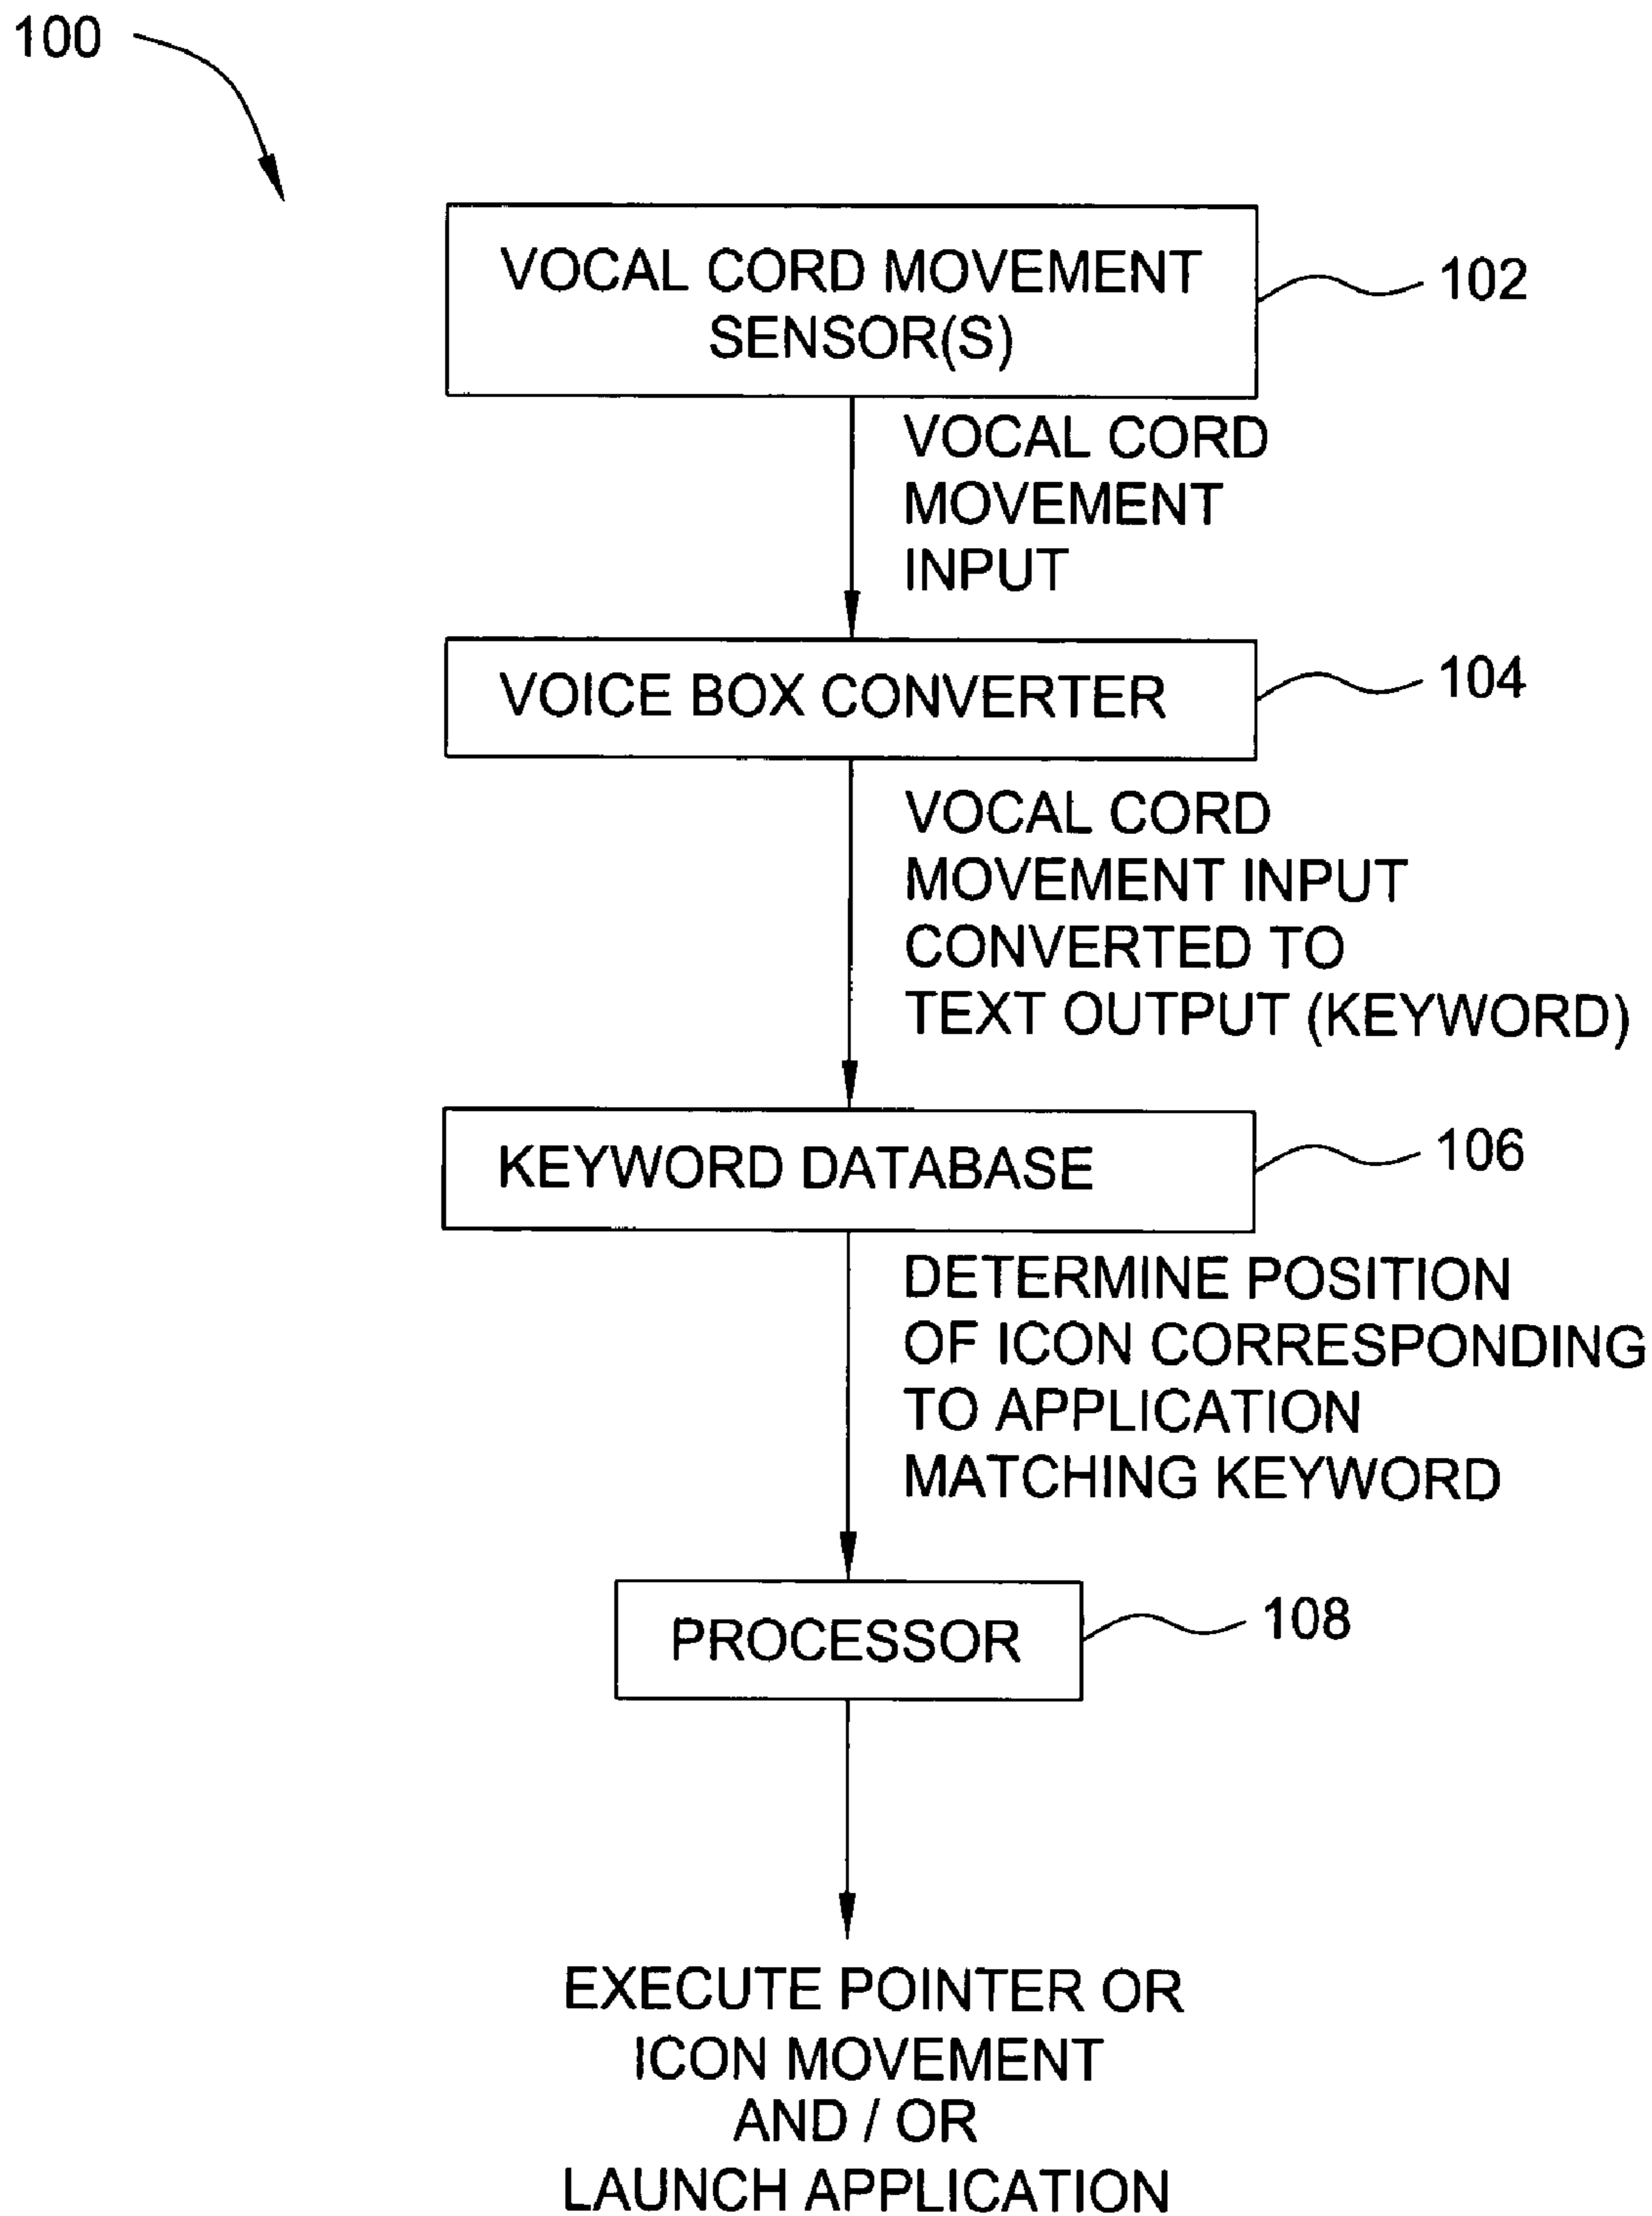 100
VOCAL CORD MOVEMENT
SENSOR(S)
102
VOCAL CORD
MOVEMENT
INPUT
VOICE BOX CONVERTER
104
VOCAL CORD
MOVEMENT INPUT
CONVERTED TO
TEXT OUTPUT (KEYWORD)
KEYWORD DATABASE
106
DETERMINE POSITION
OF ICON CORRESPONDING
TO APPLICATION
MATCHING KEYWORD
PROCESSOR
108
EXECUTE POINTER OR
ICON MOVEMENT
AND / OR
LAUNCH APPLICATION